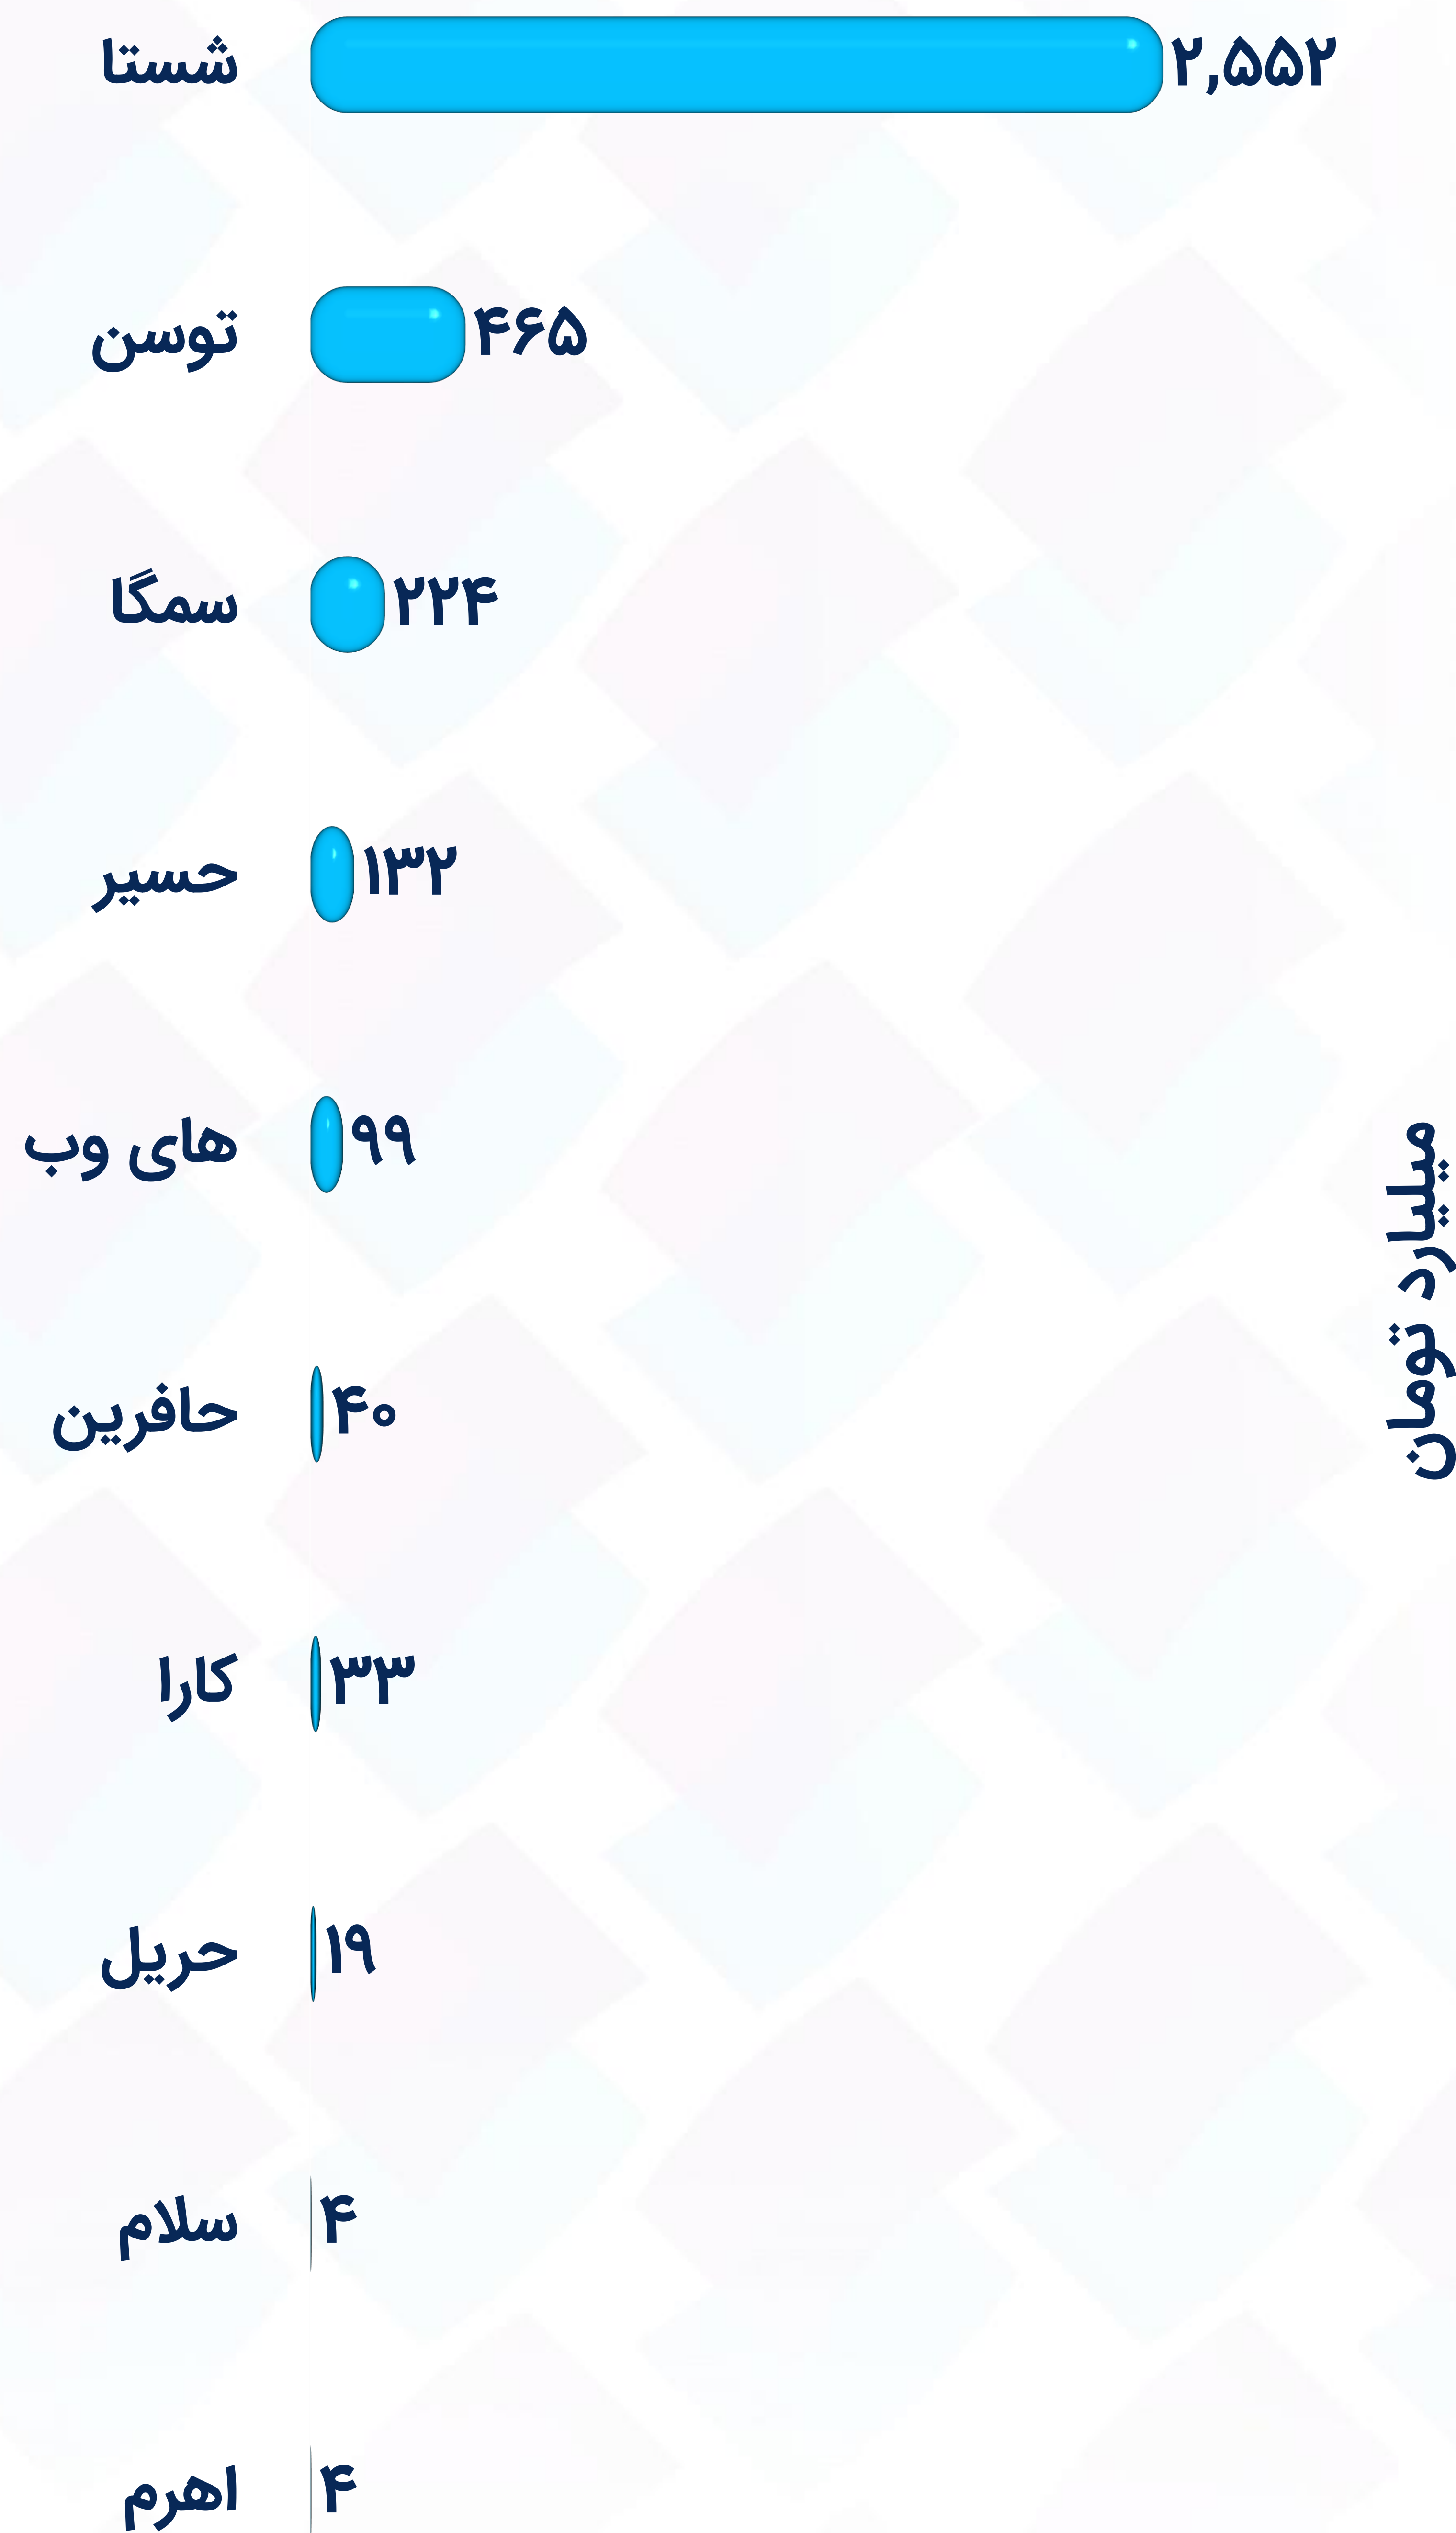 شستا ۲,۵۵۲
توسن ۴۶۵
سمگا ۲۲۴
حسیر ۱۳۲
های وب ۹۹
حافرین ۴۰
کارا ۳۳
حریل ۱۹
سلام ۴
اهرم ۴
میلیارد تومان